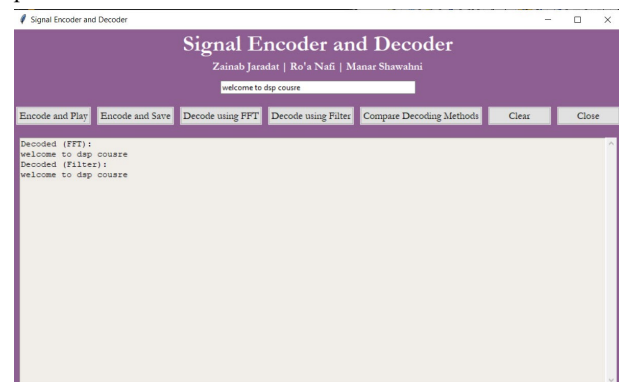 Signal Encoder and Decoder
Signal Encoder and Decoder
Zainab Jaradat | Ro'a Nafi | Manar Shawahni
welcome to dsp cousre
Encode and Play Encode and Save Decode using FFT Decode using Filter Compare Decoding Methods Clear Close
Decoded (FFT):
welcome to dsp cousre
Decoded (Filter):
welcome to dsp cousre